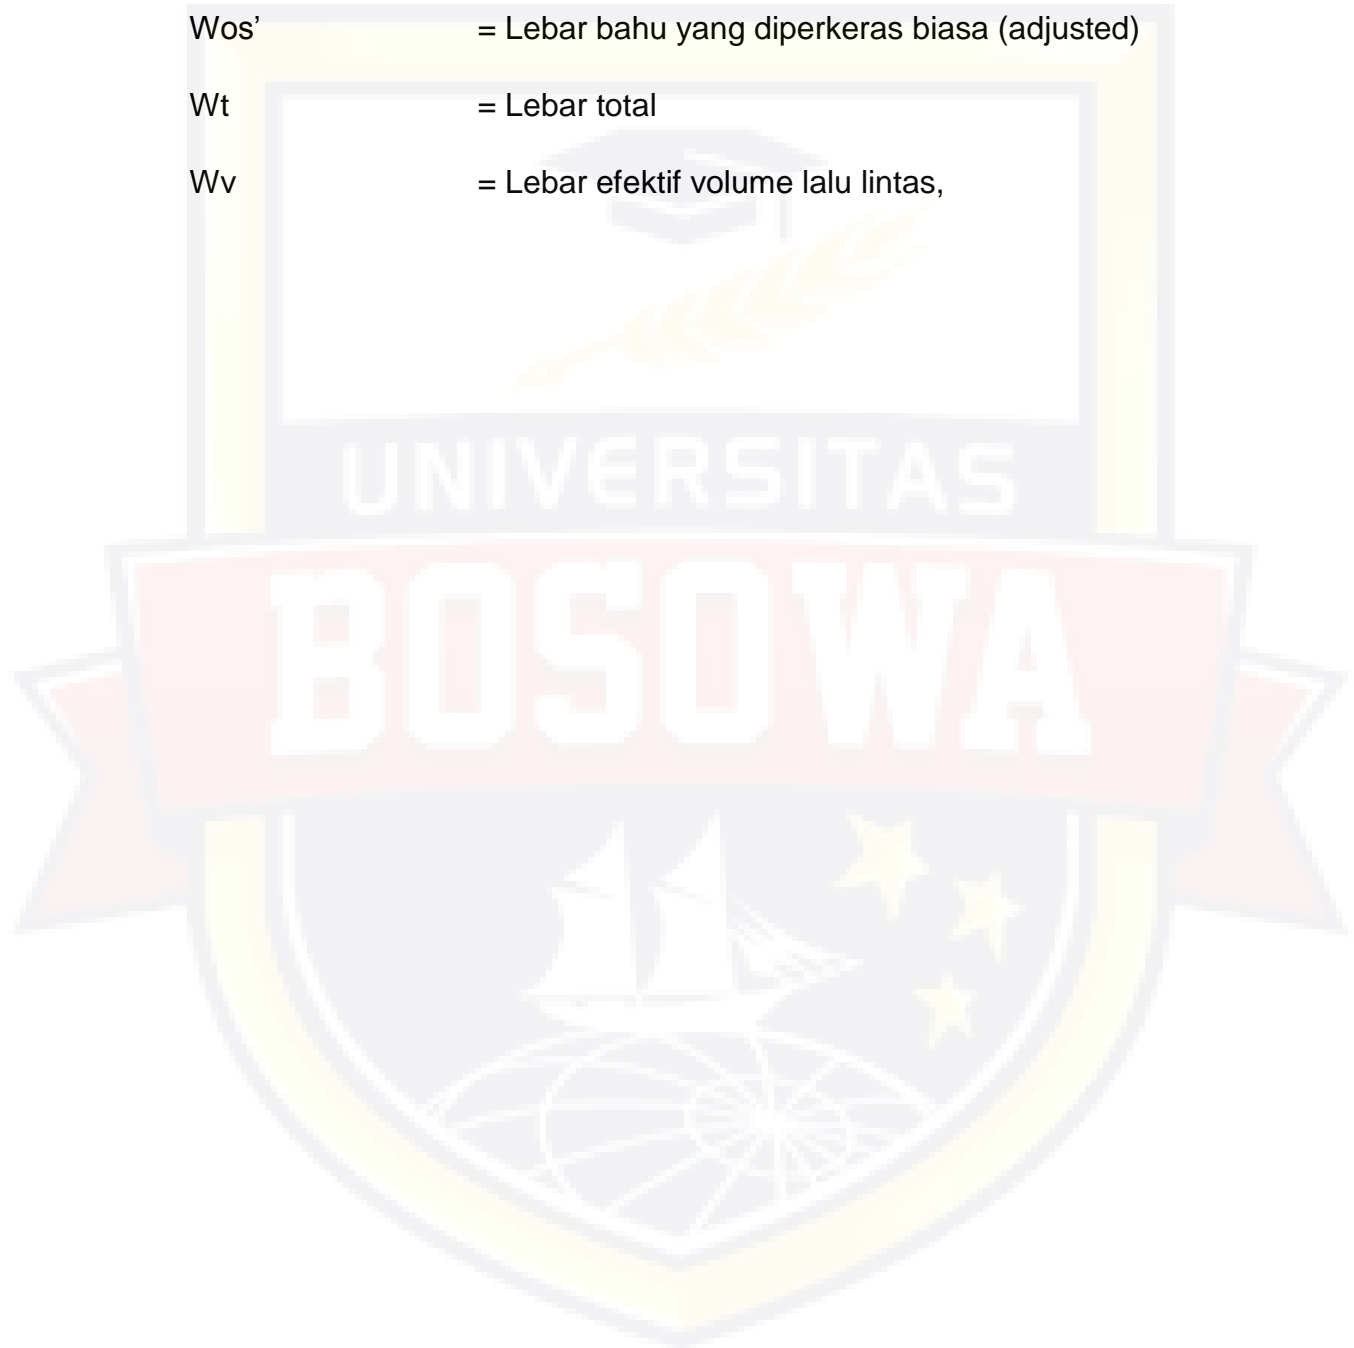 Wos’ = Lebar bahu yang diperkeras biasa (adjusted)
Wt = Lebar total
Wv = Lebar efektif volume lalu lintas,
UNIVERSITAS
BOSOWA